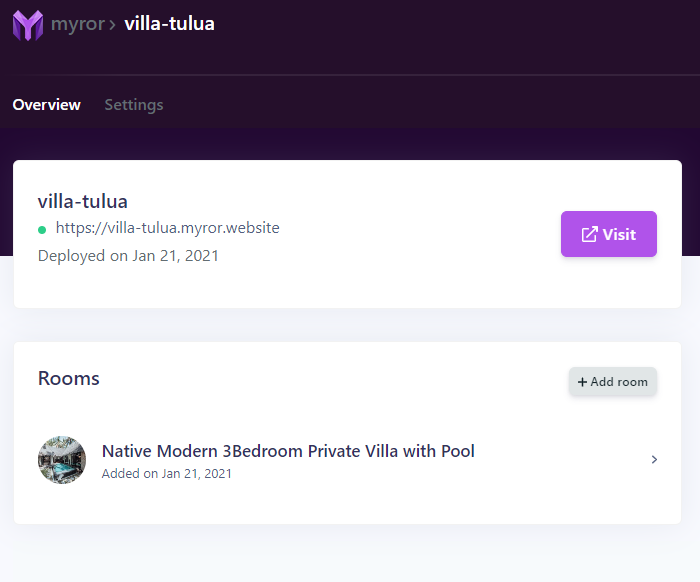 myror › villa-tulua
Overview Settings
villa-tulua
https://villa-tulua.myror.website
Deployed on Jan 21, 2021
Visit
Rooms
+ Add room
Native Modern 3Bedroom Private Villa with Pool
Added on Jan 21, 2021